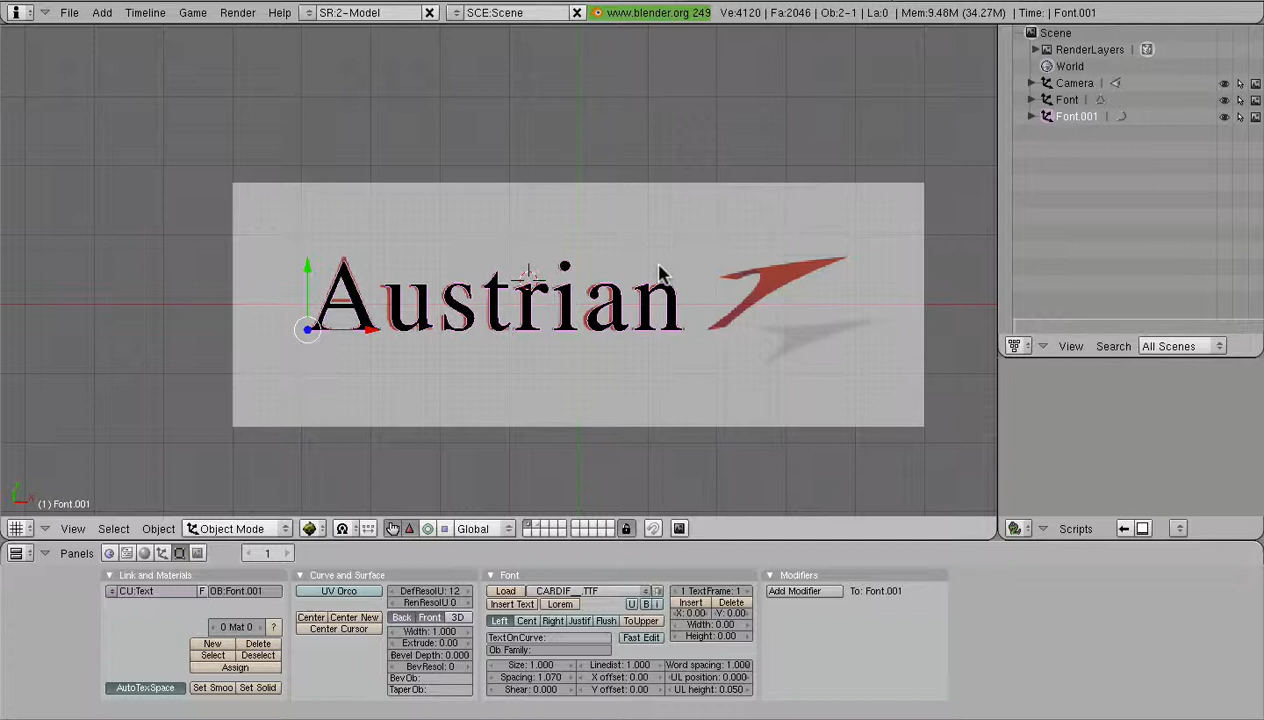 File Add Timeline Game Render Help SR:2-Model SCE:Scene www.blender.org 249 Ve:4120 | Fa:2046 | Ob:2-1 | La:0 | Mem:9.48M (34.27M) | Time: | Font.001
Scene
RenderLayers
World
Camera
Font
Font.001
Austrian
View Search All Scenes
(1) Font.001
View Select Object Object Mode Global Scripts
Panels 1
Link and Materials
CU:Text F OB:Font.001
0 Mat 0 ?
New Delete
Select Deselect
Assign
AutoTexSpace Set Smoo Set Solid
Curve and Surface
UV Orco
Center Center New
Center Cursor
DefResolU: 12
RenResolU 0
Back Front 3D
Width: 1.000
Extrude: 0.00
Bevel Depth: 0.000
BevResol: 0
BevOb:
TaperOb:
Font
Load CARDIF__.TTF
Insert Text Lorem U B i
Left Cent Right Justif Flush ToUpper
TextOnCurve: Fast Edit
Ob Family:
1 TextFrame: 1
Insert Delete
X: 0.00 Y: 0.00
Width: 0.00
Height: 0.00
Size: 1.000 Linedist: 1.000 Word spacing: 1.000
Spacing: 1.070 X offset: 0.00 UL position: 0.000
Shear: 0.000 Y offset: 0.00 UL height: 0.050
Modifiers
Add Modifier To: Font.001